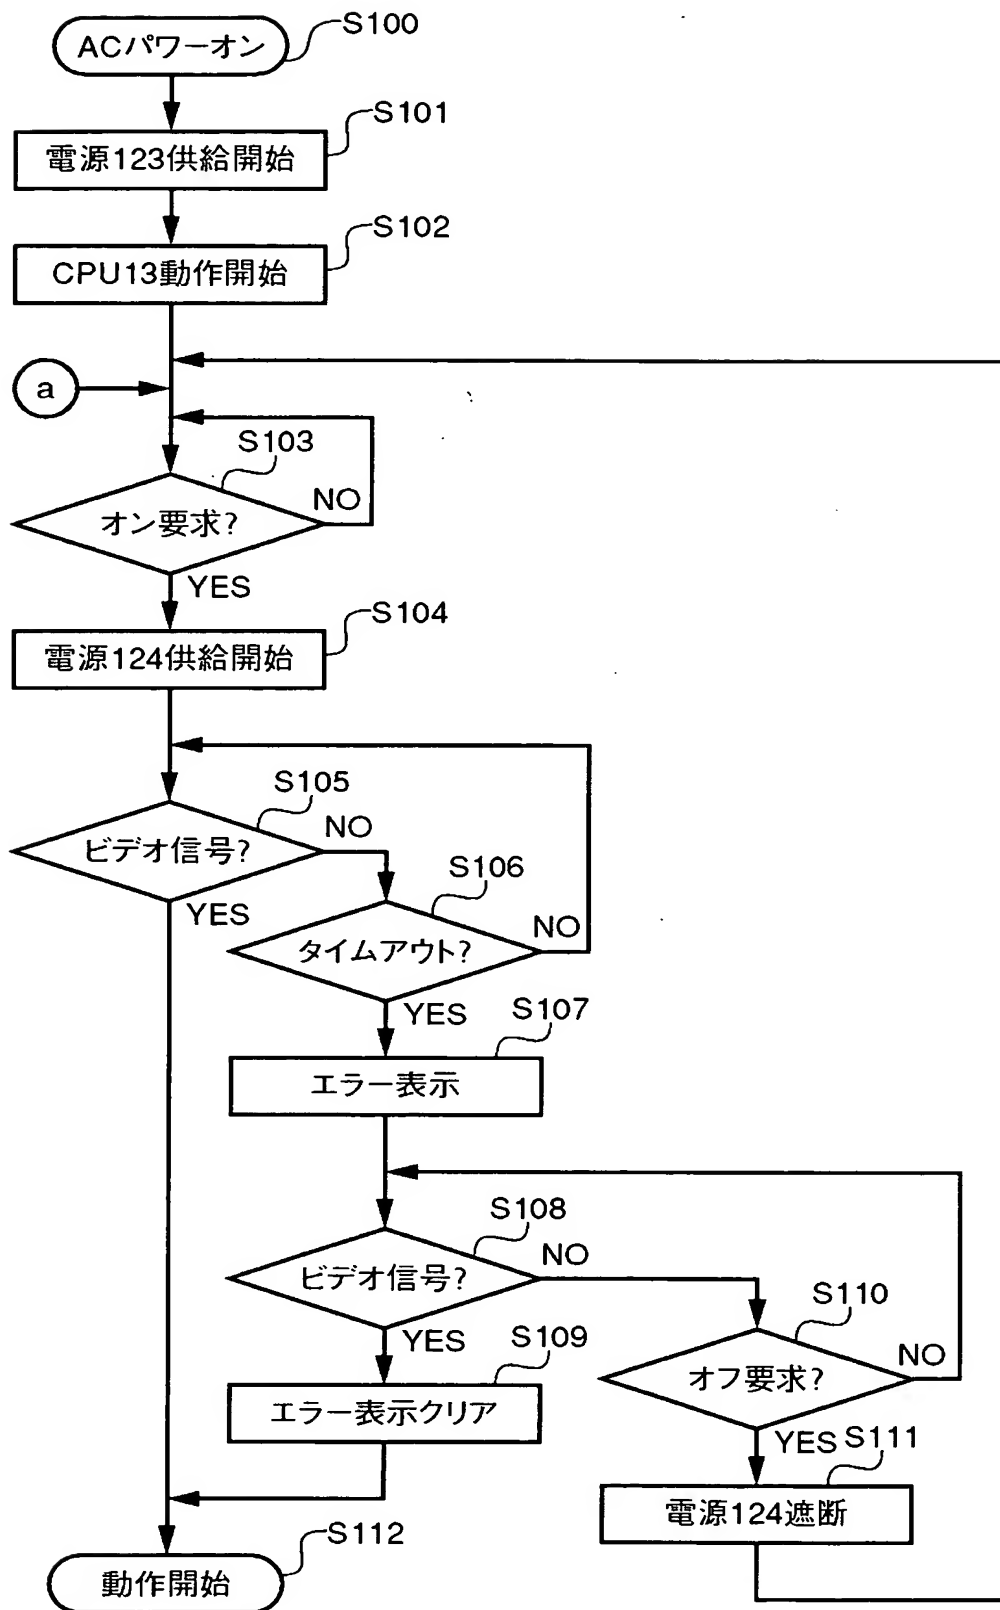 ACパワーオン
S100
電源123供給開始
S101
CPU13動作開始
S102
a
オン要求?
S103
NO
YES
電源124供給開始
S104
ビデオ信号?
S105
NO
YES
タイムアウト?
S106
NO
YES
エラー表示
S107
ビデオ信号?
S108
NO
YES
エラー表示クリア
S109
オフ要求?
S110
NO
YES
電源124遮断
S111
動作開始
S112